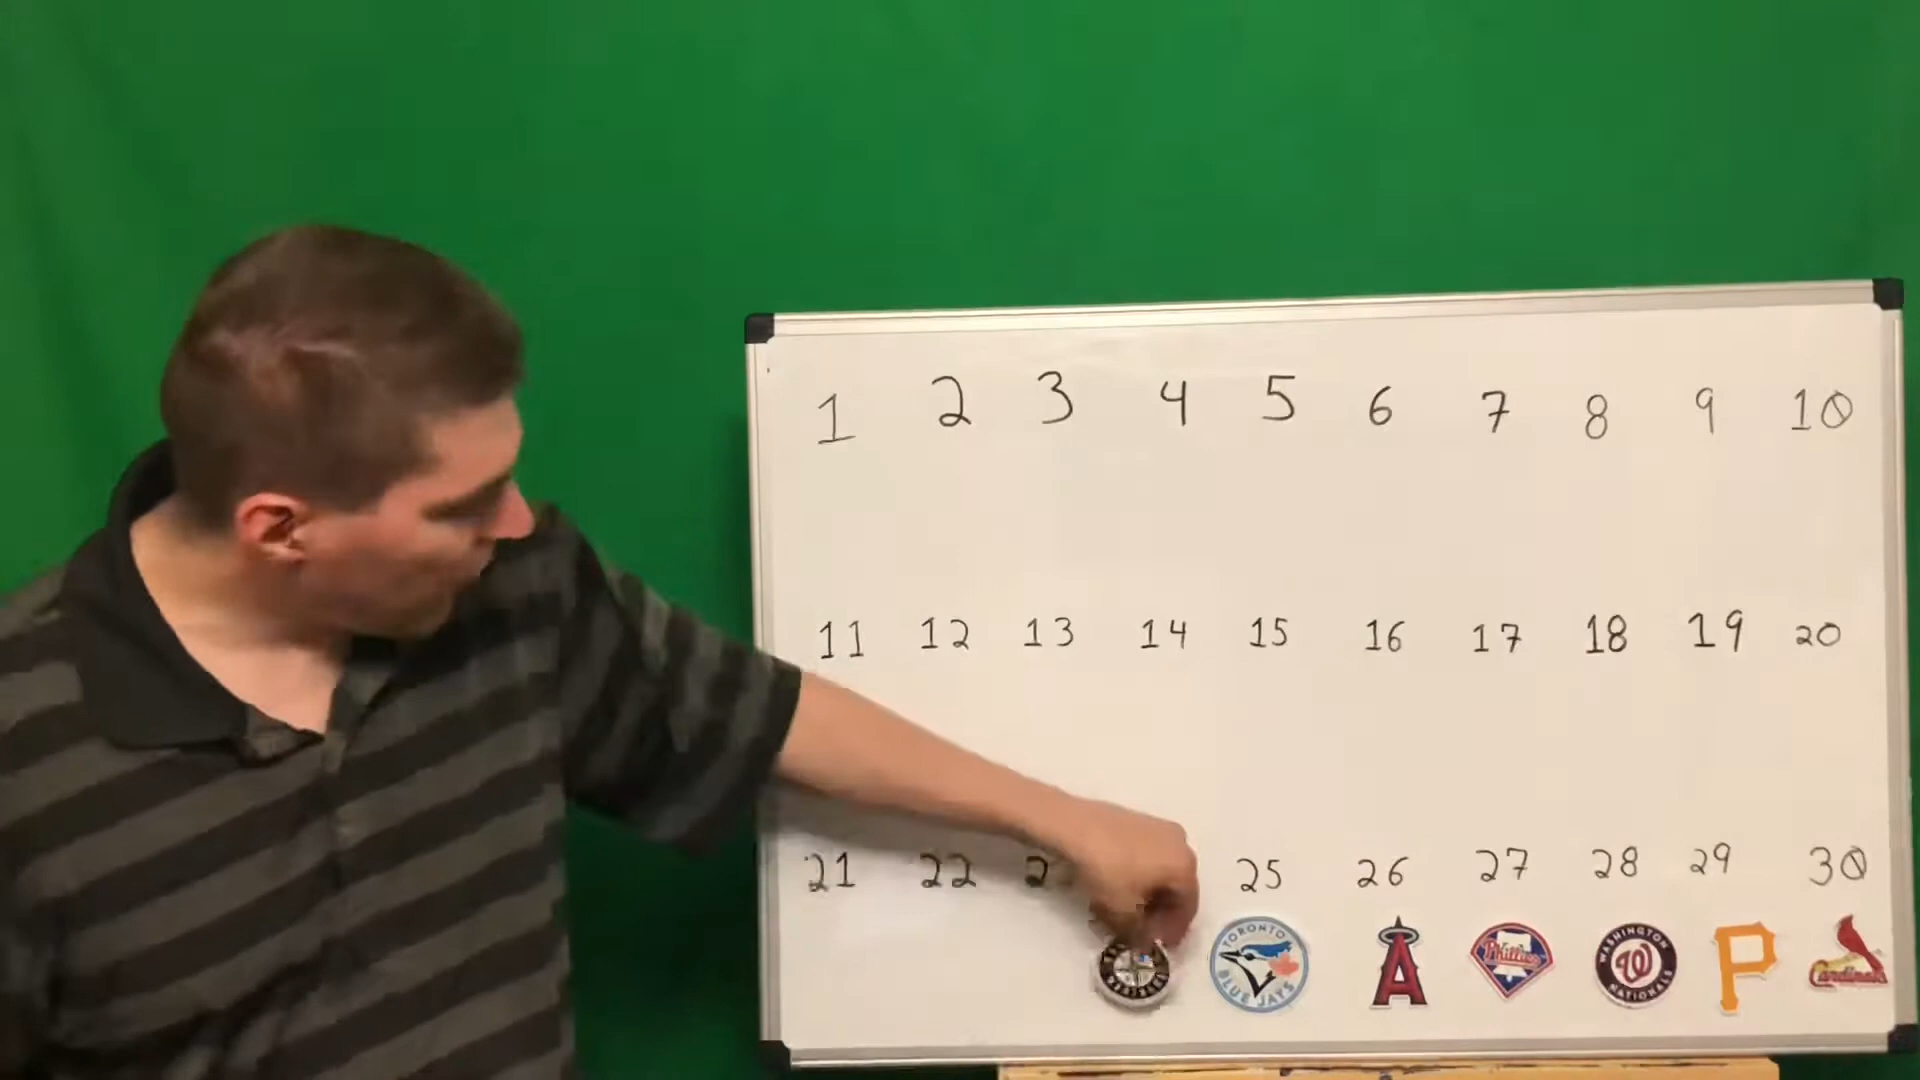 1 2 3 4 5 6 7 8 9 10
11 12 13 14 15 16 17 18 19 20
21 22 2 25 26 27 28 29 30
TORONTO BLUE JAYS
A
Phillies
WASHINGTON W NATIONALS
P
Cardinals